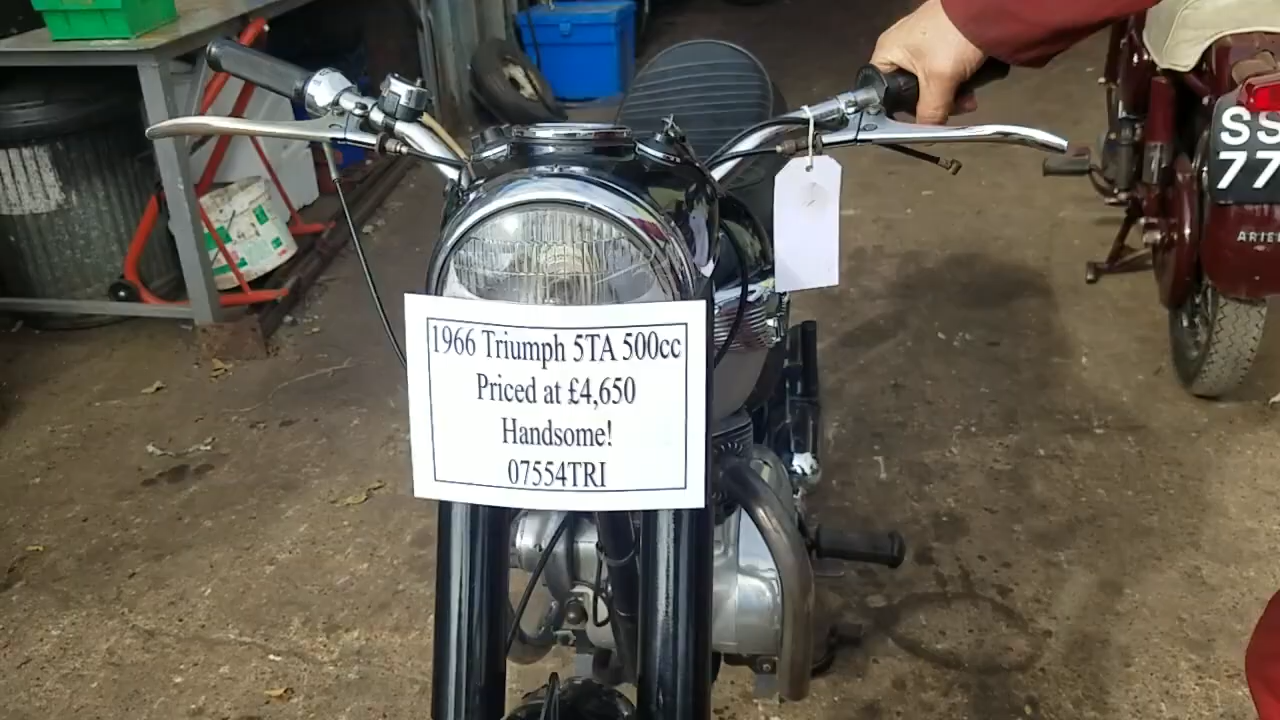 1966 Triumph 5TA 500cc
Priced at £4,650
Handsome!
07554TRI
SS
77
ARIEL